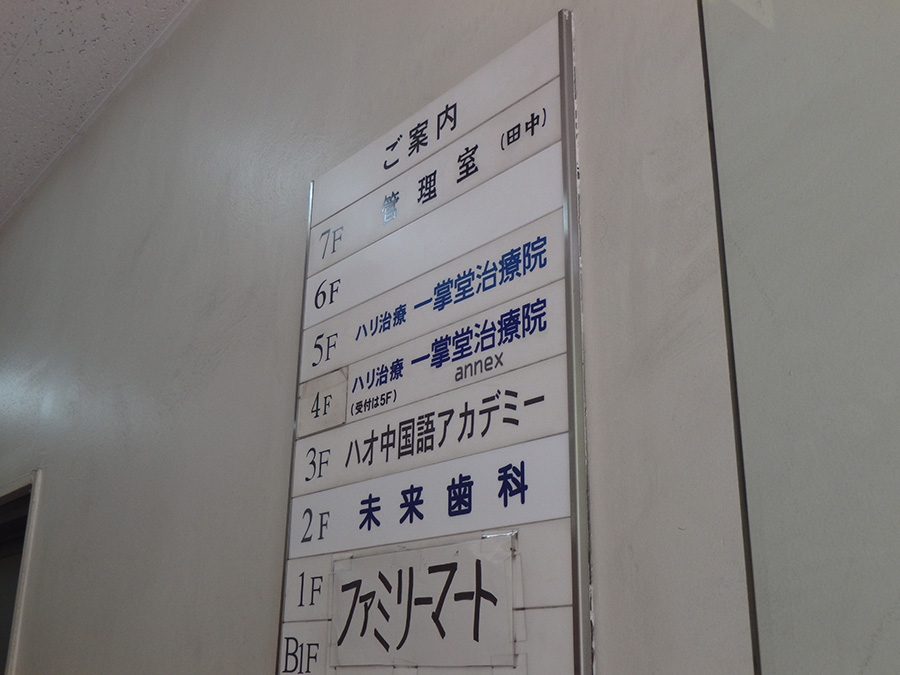 ご案内
7F 管理室 (田中)
6F
5F ハリ治療 一掌堂治療院
4F ハリ治療 一掌堂治療院
(受付は5F) annex
3F ハオ中国語アカデミー
2F 未来歯科
1F ファミリーマート
B1F